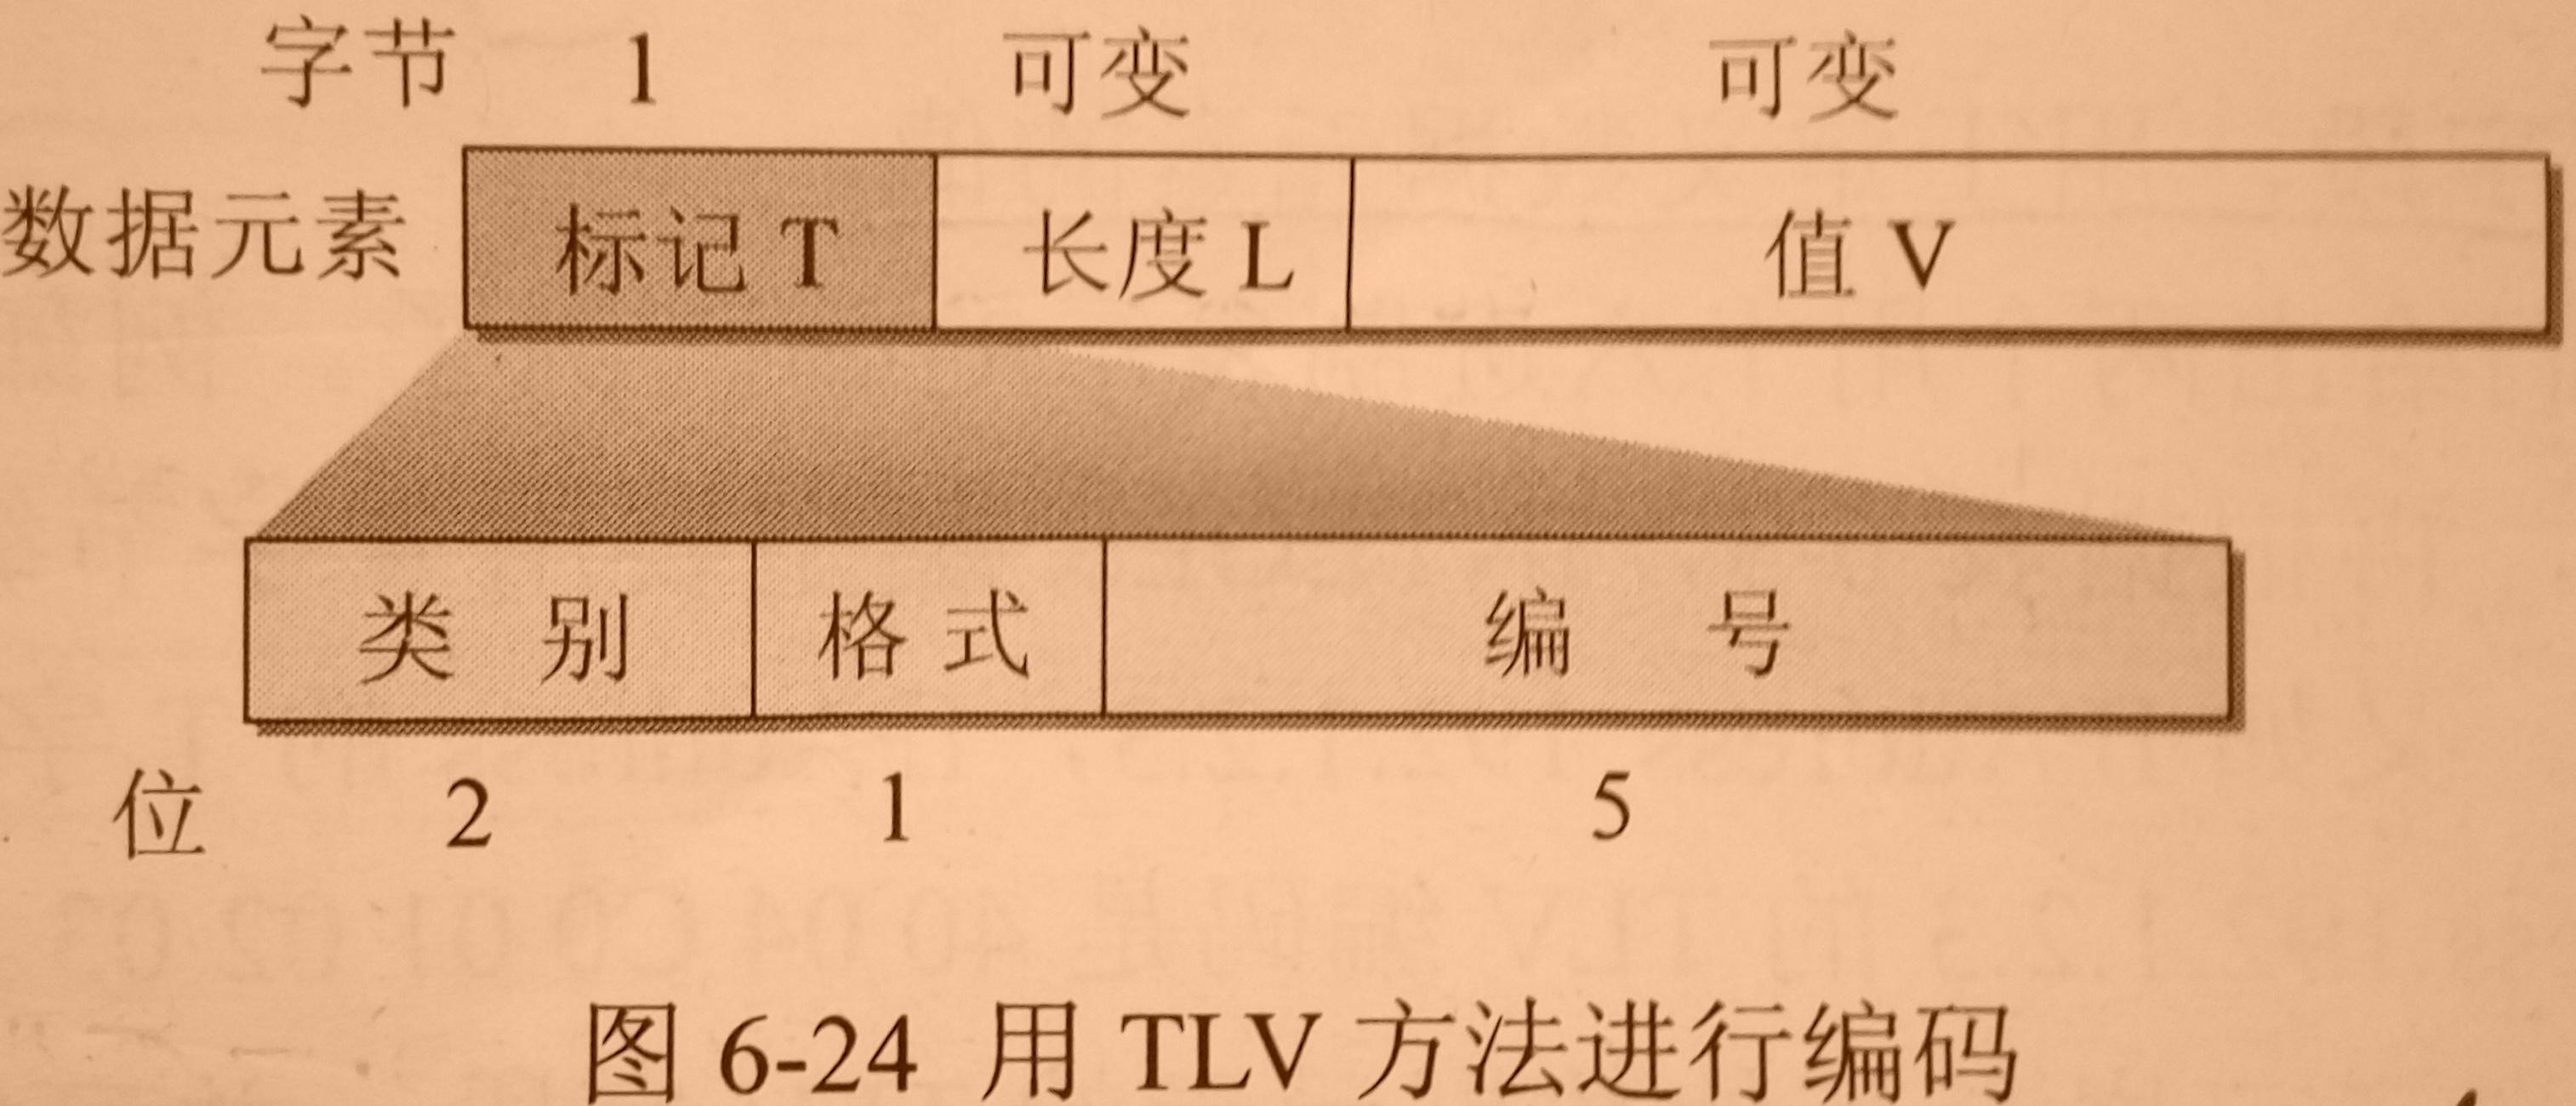 字节 1 可变 可变
数据元素 标记 T 长度 L 值 V
类 别 格 式 编 号
位 2 1 5
图 6-24 用 TLV 方法进行编码